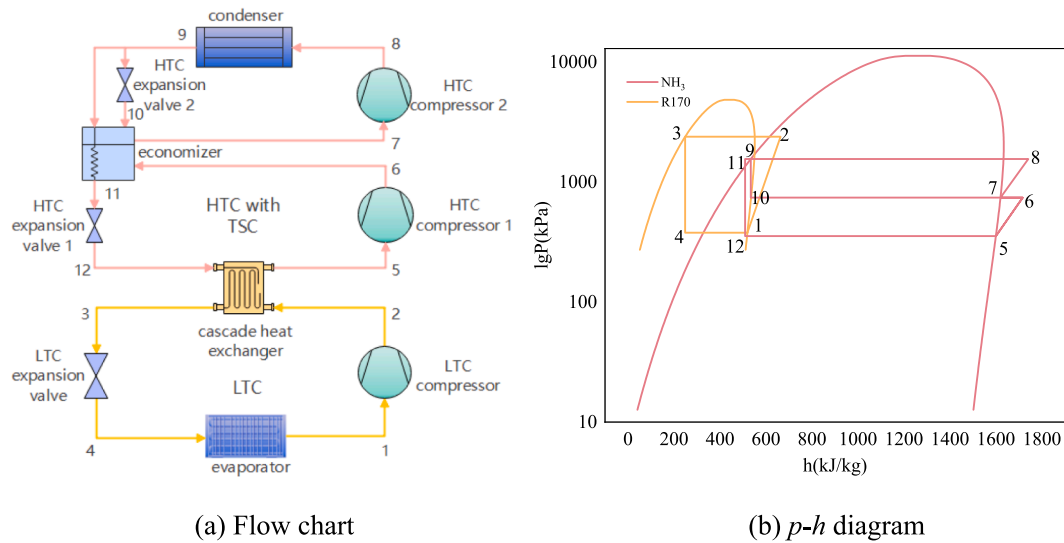 condenser
9
8
HTC
expansion
valve 2
HTC
compressor 2
10
7
economizer
6
11
HTC
expansion
valve 1
HTC with
TSC
HTC
compressor 1
12
5
3
2
cascade heat
exchanger
LTC
expansion
valve
LTC
LTC
compressor
4
1
evaporator
(a) Flow chart
10000
NH₃
R170
3
2
9
11
8
1000
10
7
6
4
1
12
5
lgP(kPa)
100
10
0 200 400 600 800 1000 1200 1400 1600 1800
h(kJ/kg)
(b) p-h diagram